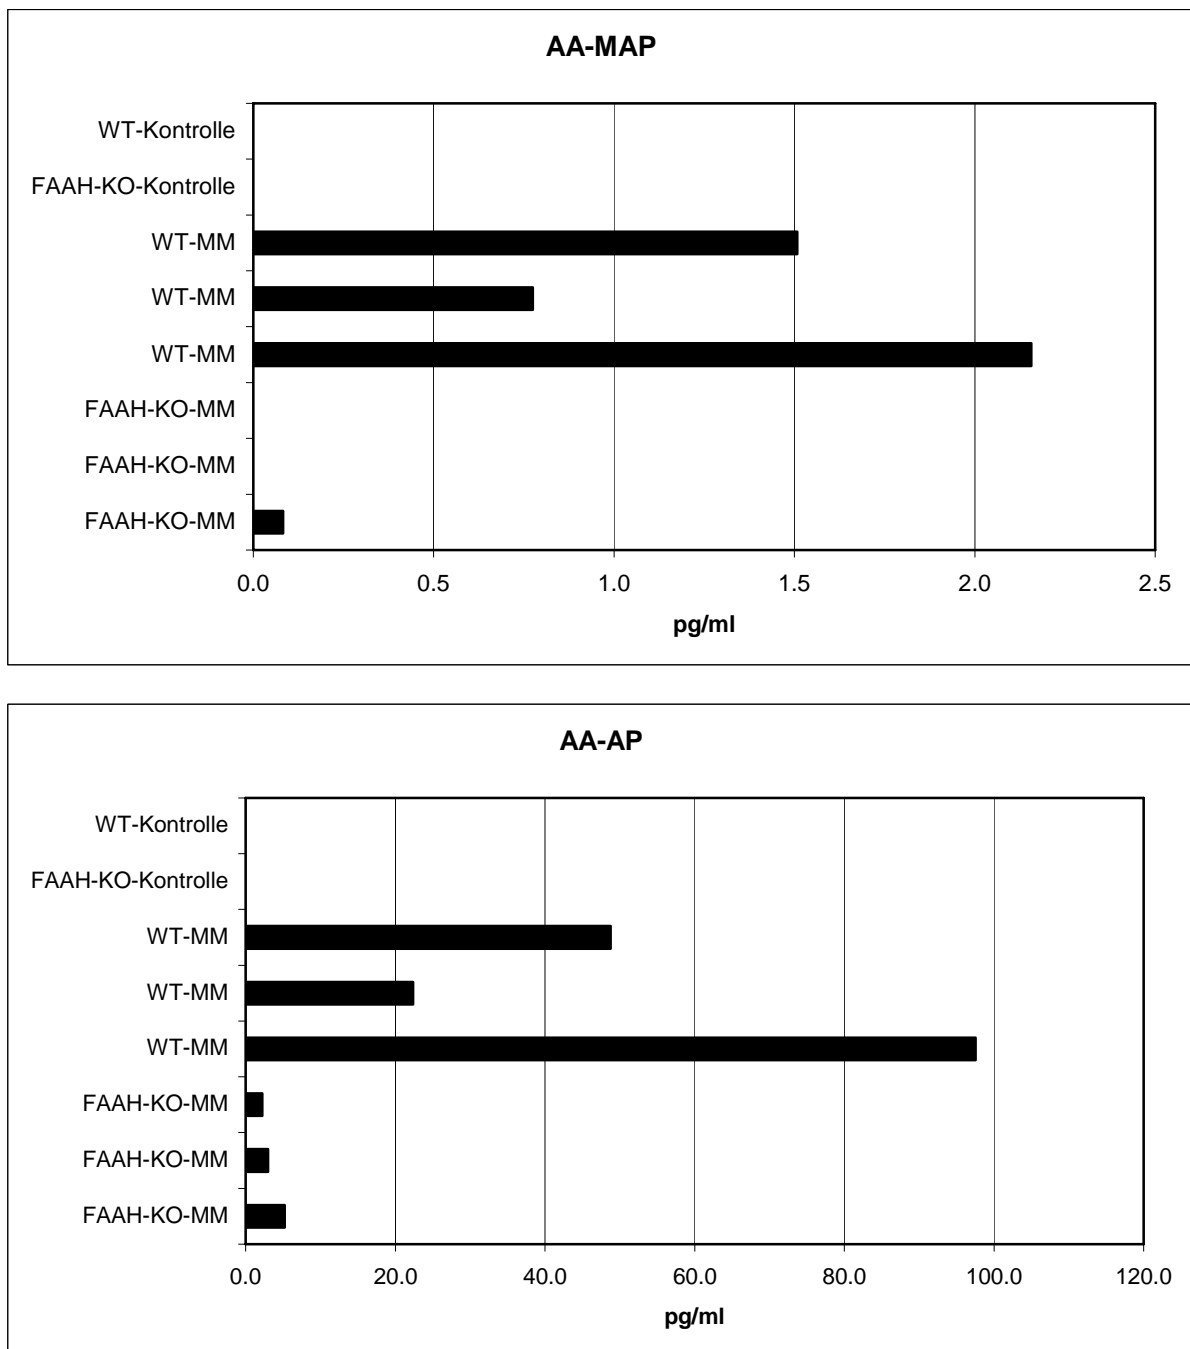 AA-MAP
WT-Kontrolle
FAAH-KO-Kontrolle
WT-MM
WT-MM
WT-MM
FAAH-KO-MM
FAAH-KO-MM
FAAH-KO-MM
0.0 0.5 1.0 1.5 2.0 2.5
pg/ml
AA-AP
WT-Kontrolle
FAAH-KO-Kontrolle
WT-MM
WT-MM
WT-MM
FAAH-KO-MM
FAAH-KO-MM
FAAH-KO-MM
0.0 20.0 40.0 60.0 80.0 100.0 120.0
pg/ml